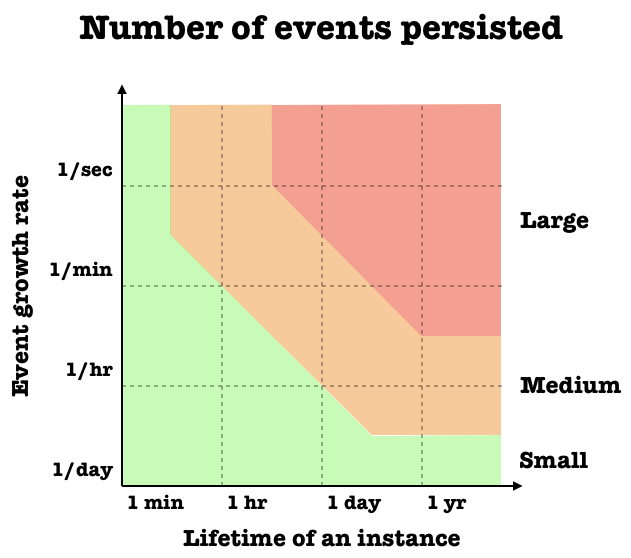 Number of events persisted
Event growth rate
1/sec
1/min
1/hr
1/day
Large
Medium
Small
1 min
1 hr
1 day
1 yr
Lifetime of an instance